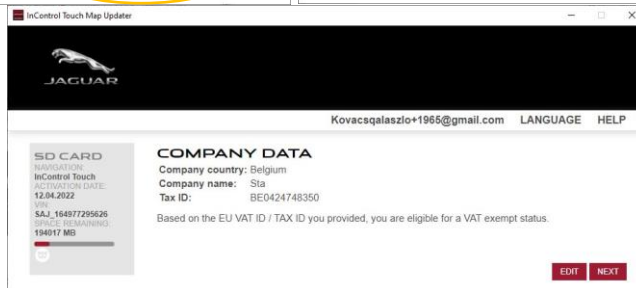 InControl Touch Map Updater
JAGUAR
Kovacsqalaszlo+1965@gmail.com LANGUAGE HELP
SD CARD
NAVIGATION:
InControl Touch
ACTIVATION DATE:
12.04.2022
VIN:
SAJ_164977295626
SPACE REMAINING:
194017 MB
COMPANY DATA
Company country: Belgium
Company name: Sta
Tax ID: BE0424748350
Based on the EU VAT ID / TAX ID you provided, you are eligible for a VAT exempt status.
EDIT NEXT